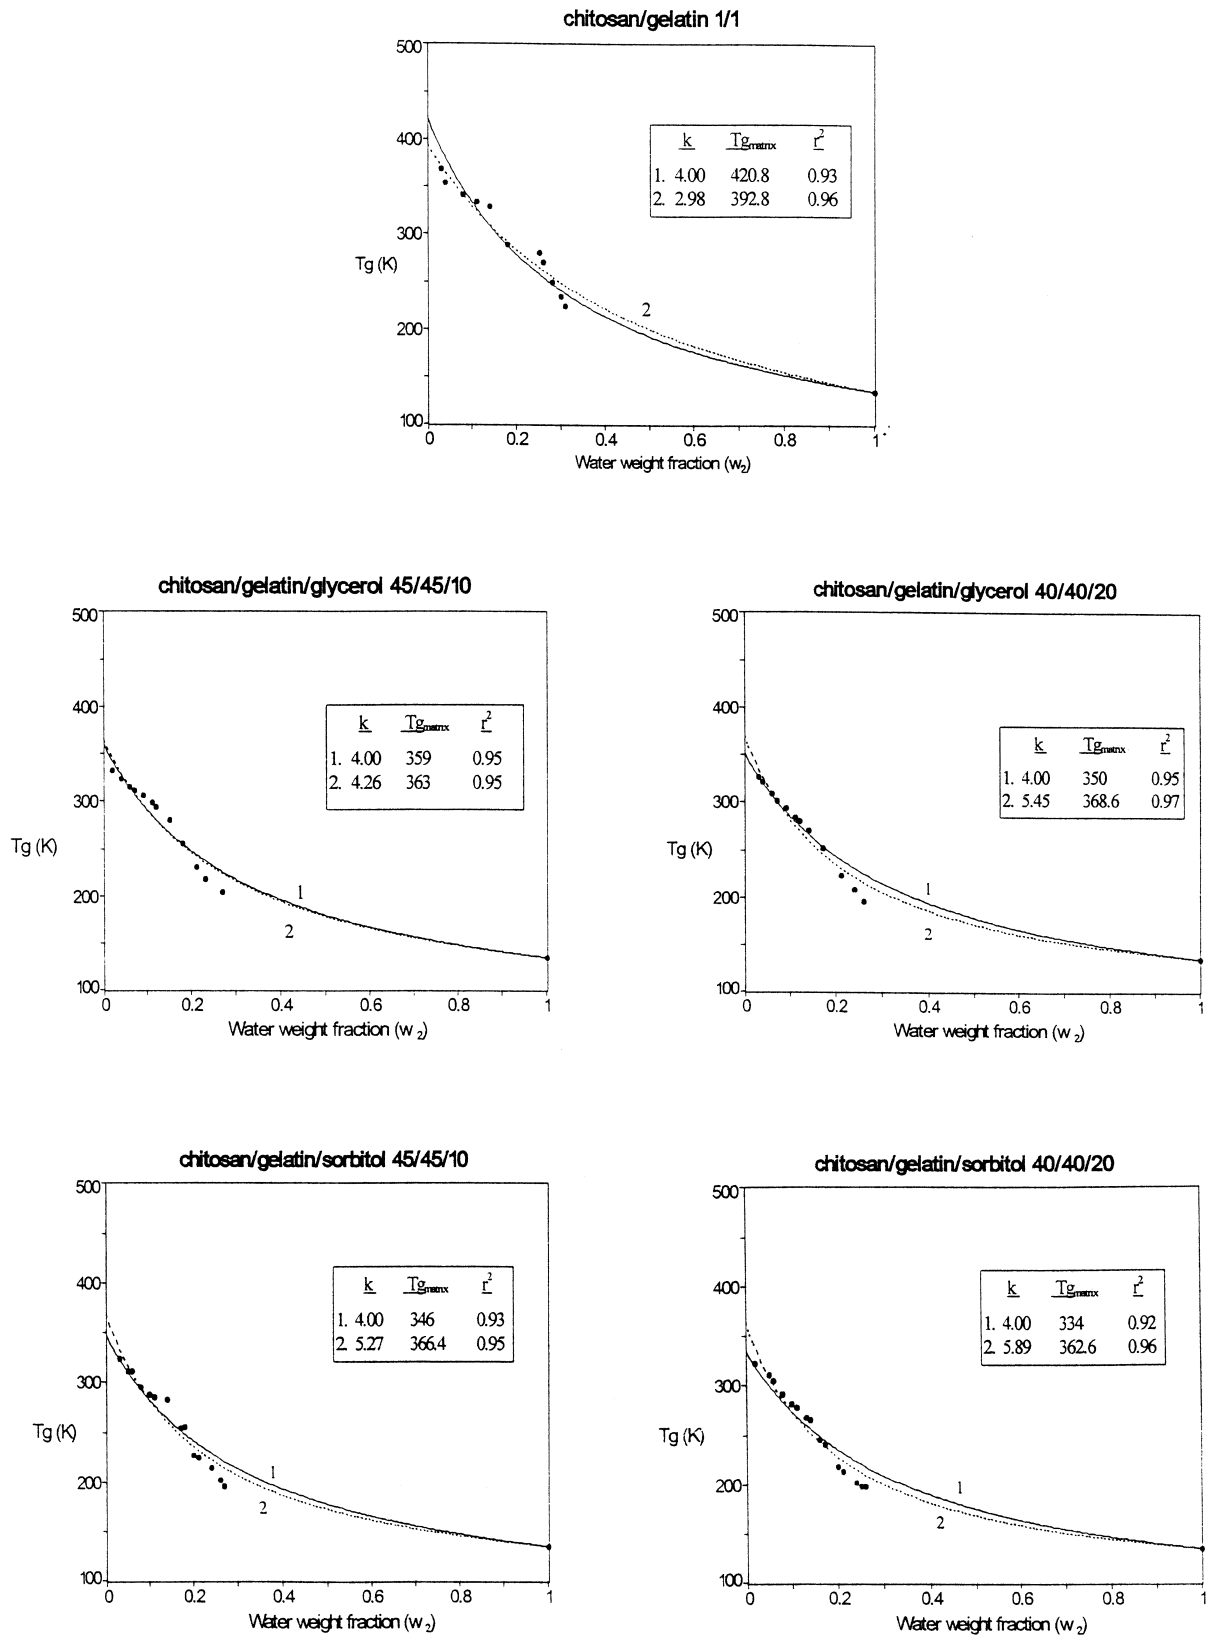 chitosan/gelatin 1/1
500
400
300
200
100
Tg (K)
k Tgmatrix r2
1. 4.00 420.8 0.93
2. 2.98 392.8 0.96
2
0 0.2 0.4 0.6 0.8 1
Water weight fraction (w2)
chitosan/gelatin/glycerol 45/45/10
500
400
300
200
100
Tg (K)
k Tgmatrix r2
1. 4.00 359 0.95
2. 4.26 363 0.95
1
2
0 0.2 0.4 0.6 0.8 1
Water weight fraction (w 2)
chitosan/gelatin/glycerol 40/40/20
500
400
300
200
100
Tg (K)
k Tgmatrix r2
1. 4.00 350 0.95
2. 5.45 368.6 0.97
1
2
0 0.2 0.4 0.6 0.8 1
Water weight fraction (w 2)
chitosan/gelatin/sorbitol 45/45/10
500
400
300
200
100
Tg (K)
k Tgmatrix r2
1. 4.00 346 0.93
2. 5.27 366.4 0.95
1
2
0 0.2 0.4 0.6 0.8 1
Water weight fraction (w 2)
chitosan/gelatin/sorbitol 40/40/20
500
400
300
200
100
Tg (K)
k Tgmatrix r2
1. 4.00 334 0.92
2. 5.89 362.6 0.96
1
2
0 0.2 0.4 0.6 0.8 1
Water weight fraction (w 2)